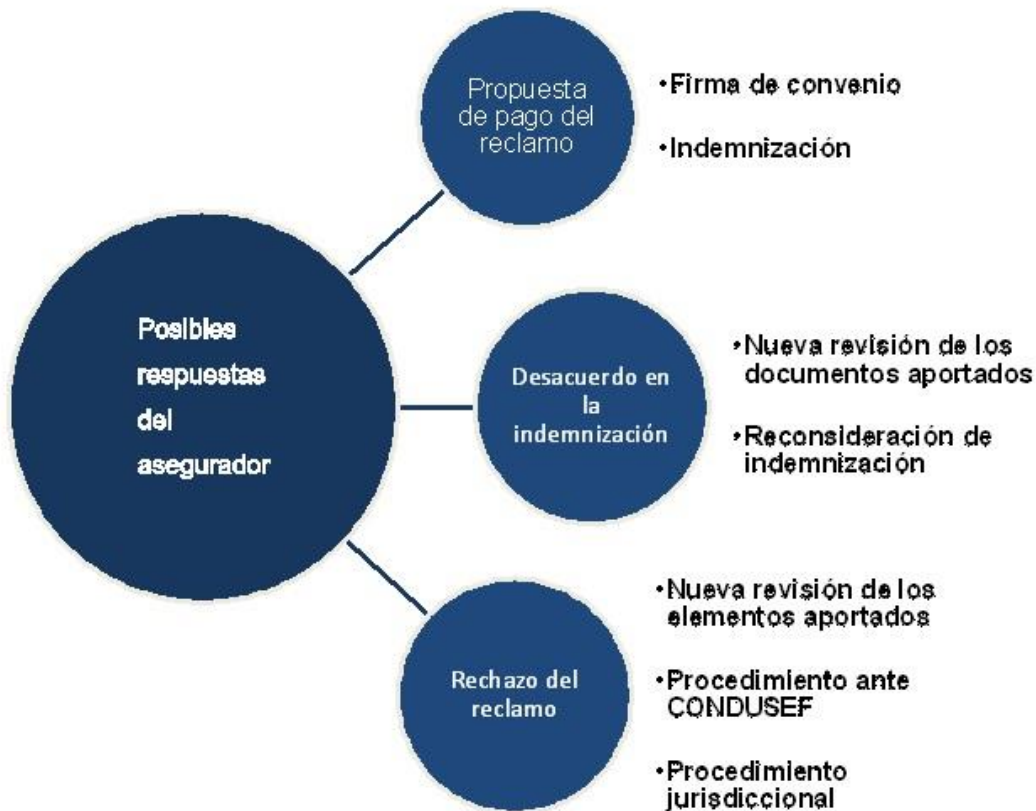 Propuesta
de pago del
reclamo
•Firma de convenio
•Indemnización
Posibles
respuestas
del
asegurador
Desacuerdo en
la
indemnización
•Nueva revisión de los
documentos aportados
•Reconsideración de
indemnización
Rechazo del
reclamo
•Nueva revisión de los
elementos aportados
•Procedimiento ante
CONDUSEF
•Procedimiento
jurisdiccional